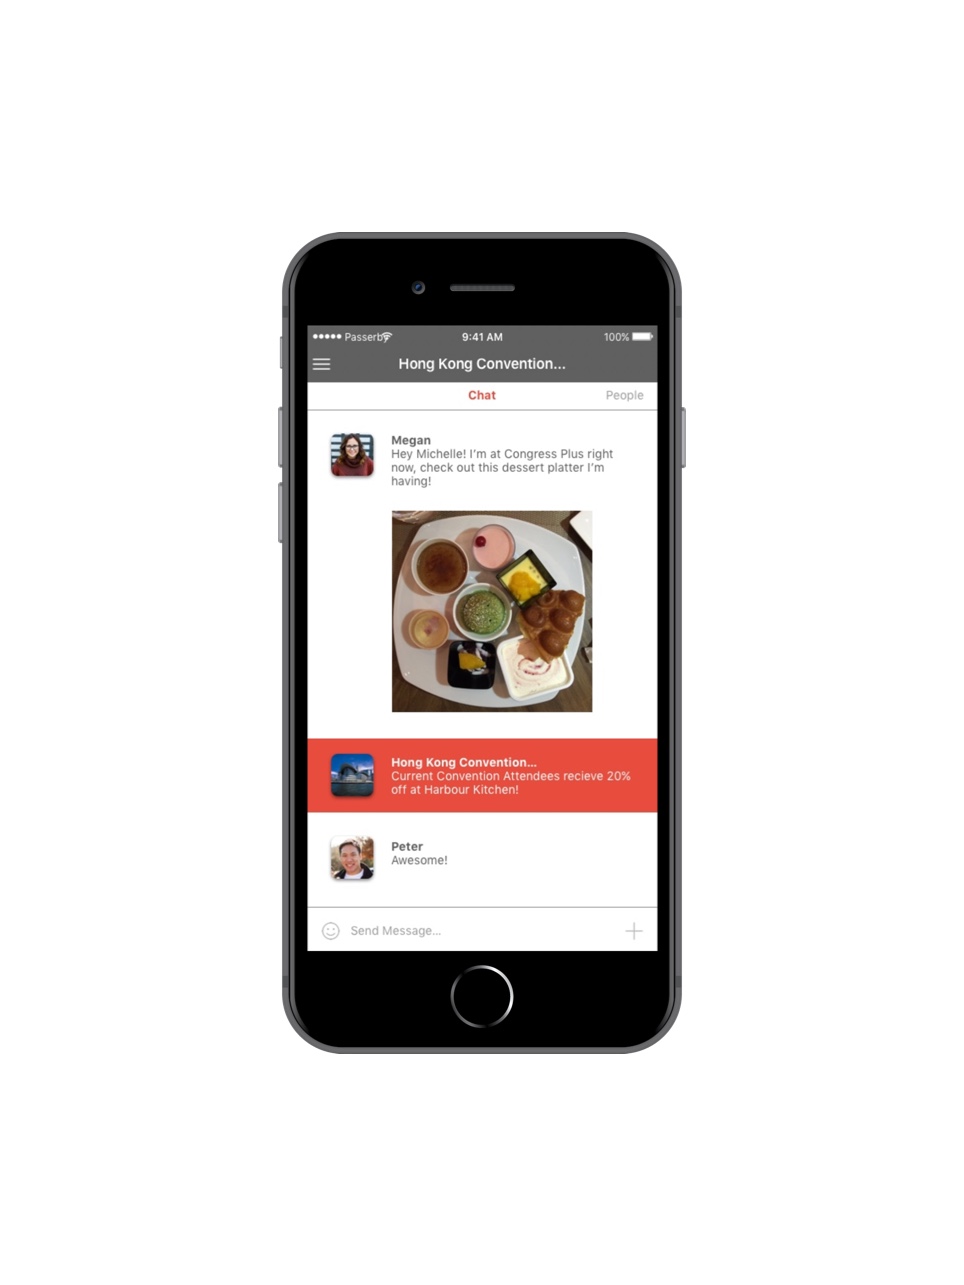 Passerby
9:41 AM
100%
Hong Kong Convention...
Chat
People
Megan
Hey Michelle! I'm at Congress Plus right
now, check out this dessert platter I'm
having!
Hong Kong Convention...
Current Convention Attendees recieve 20%
off at Harbour Kitchen!
Peter
Awesome!
Send Message...